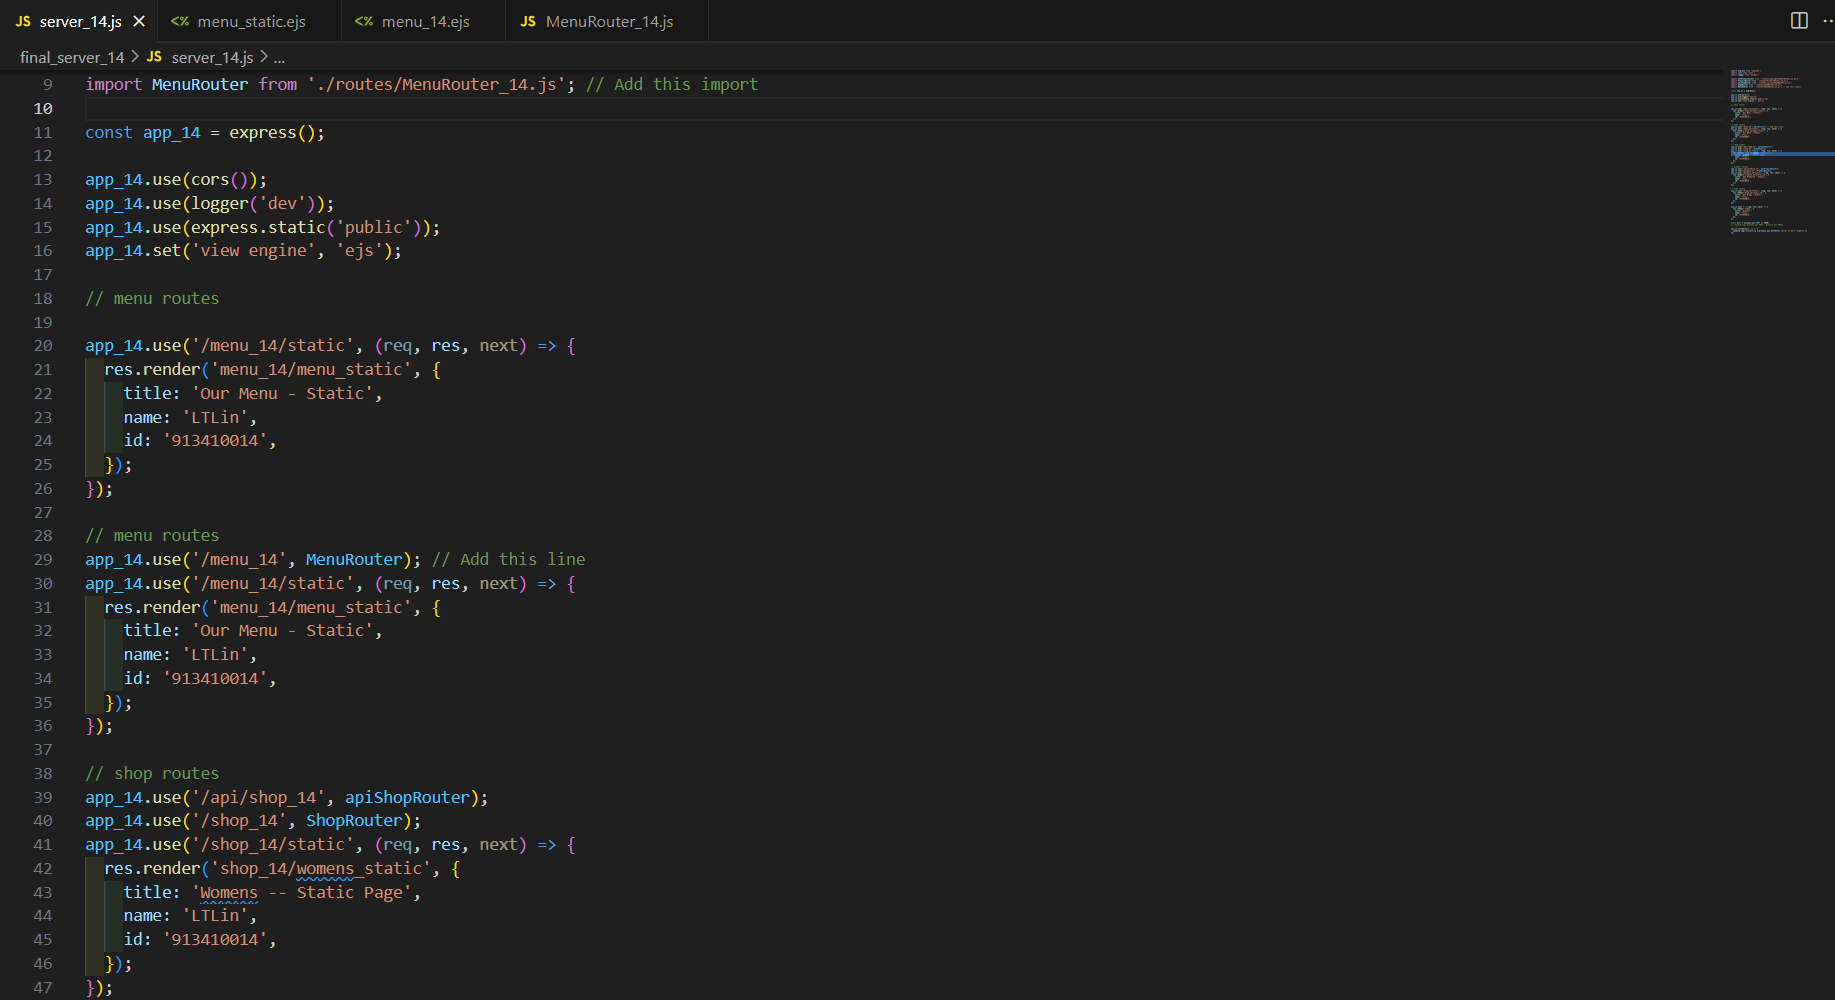 JS server_14.js × <% menu_static.ejs <% menu_14.ejs JS MenuRouter_14.js
final_server_14 > JS server_14.js > ...
9 import MenuRouter from './routes/MenuRouter_14.js'; // Add this import
10
11 const app_14 = express();
12
13 app_14.use(cors());
14 app_14.use(logger('dev'));
15 app_14.use(express.static('public'));
16 app_14.set('view engine', 'ejs');
17
18 // menu routes
19
20 app_14.use('/menu_14/static', (req, res, next) => {
21   res.render('menu_14/menu_static', {
22     title: 'Our Menu - Static',
23     name: 'LTLin',
24     id: '913410014',
25   });
26 });
27
28 // menu routes
29 app_14.use('/menu_14', MenuRouter); // Add this line
30 app_14.use('/menu_14/static', (req, res, next) => {
31   res.render('menu_14/menu_static', {
32     title: 'Our Menu - Static',
33     name: 'LTLin',
34     id: '913410014',
35   });
36 });
37
38 // shop routes
39 app_14.use('/api/shop_14', apiShopRouter);
40 app_14.use('/shop_14', ShopRouter);
41 app_14.use('/shop_14/static', (req, res, next) => {
42   res.render('shop_14/womens_static', {
43     title: 'Womens -- Static Page',
44     name: 'LTLin',
45     id: '913410014',
46   });
47 });